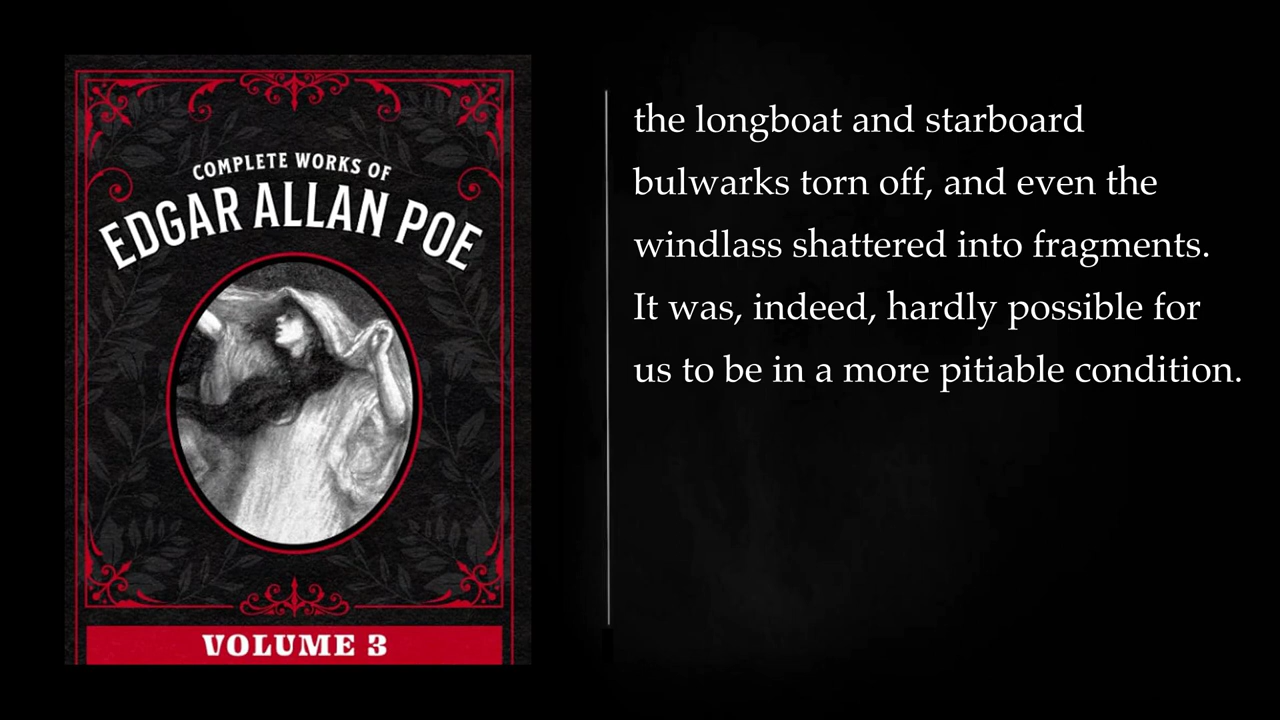 COMPLETE WORKS OF
EDGAR ALLAN POE
VOLUME 3
the longboat and starboard
bulwarks torn off, and even the
windlass shattered into fragments.
It was, indeed, hardly possible for
us to be in a more pitiable condition.